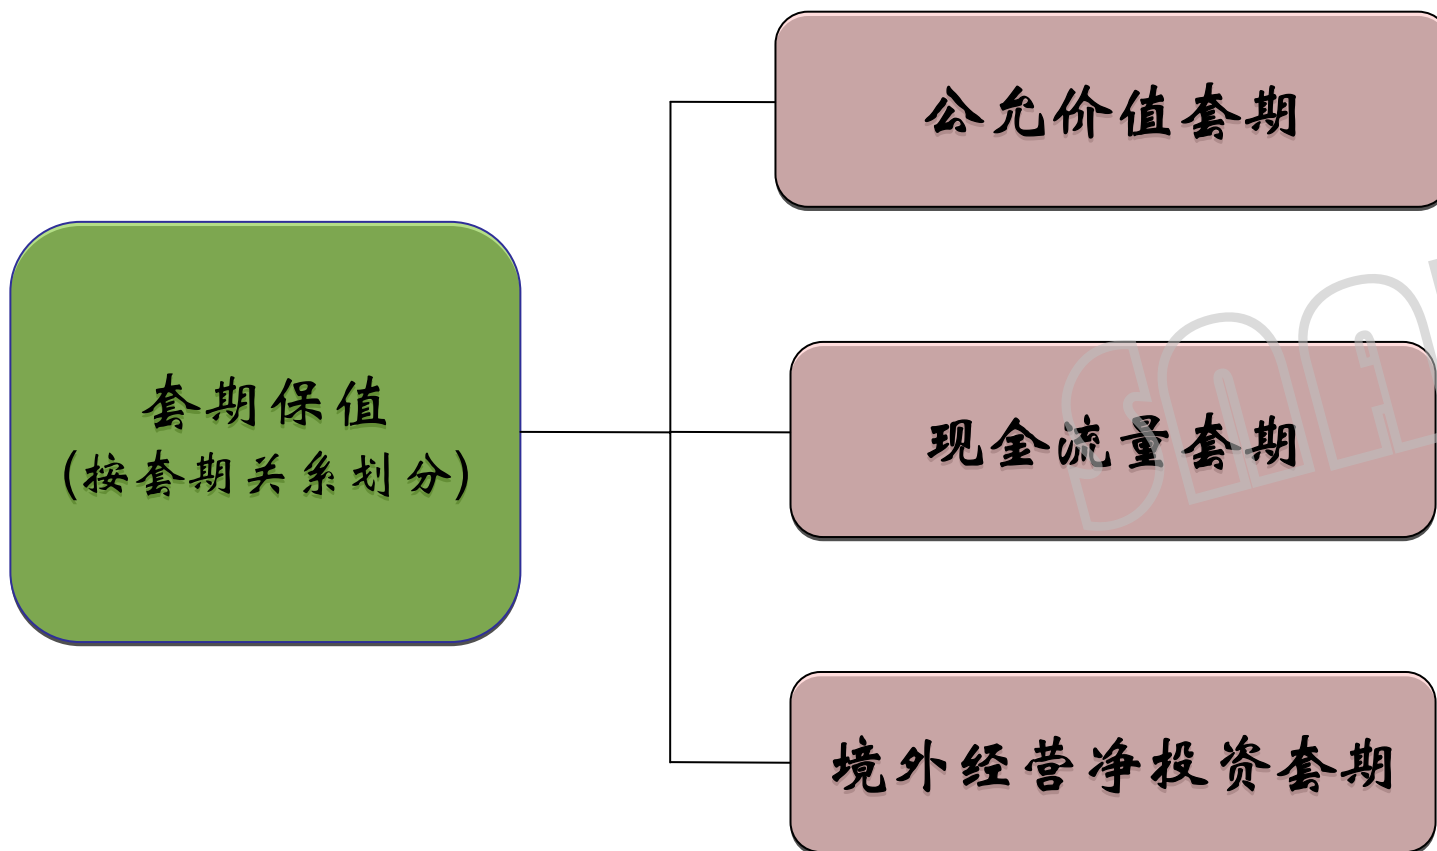 公允价值套期
套期保值
(按套期关系划分)
现金流量套期
境外经营净投资套期